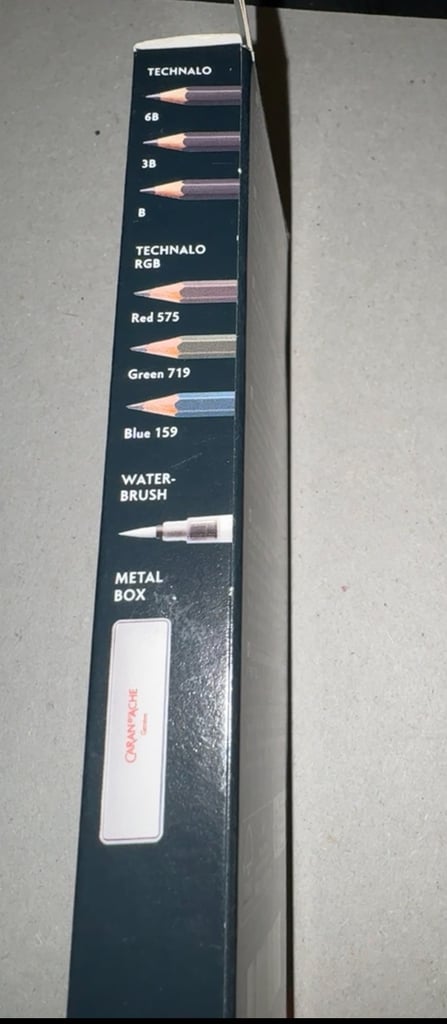 TECHNALO
6B
3B
B
TECHNALO
RGB
Red 575
Green 719
Blue 159
WATER-
BRUSH
METAL
BOX
CARAN D'ACHE
Genève